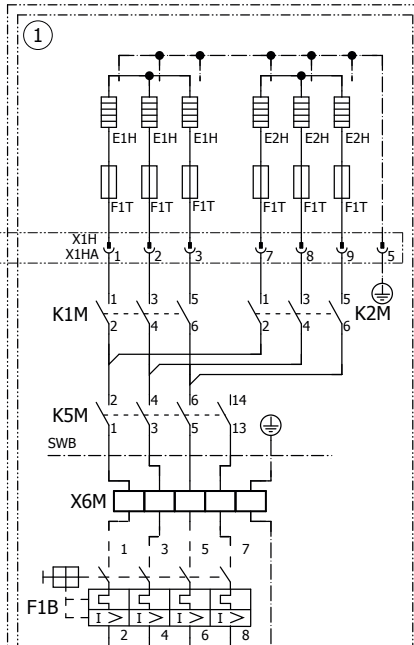 1
E1H E1H E1H E2H E2H E2H
F1T F1T F1T F1T F1T F1T
X1H
X1HA 1 2 3 7 8 9 5
1 3 5 1 3 5
K1M K2M
2 4 6 2 4 6
2 4 6 14
K5M
1 3 5 13
SWB
X6M
1 3 5 7
F1B
I > I > I > I >
2 4 6 8